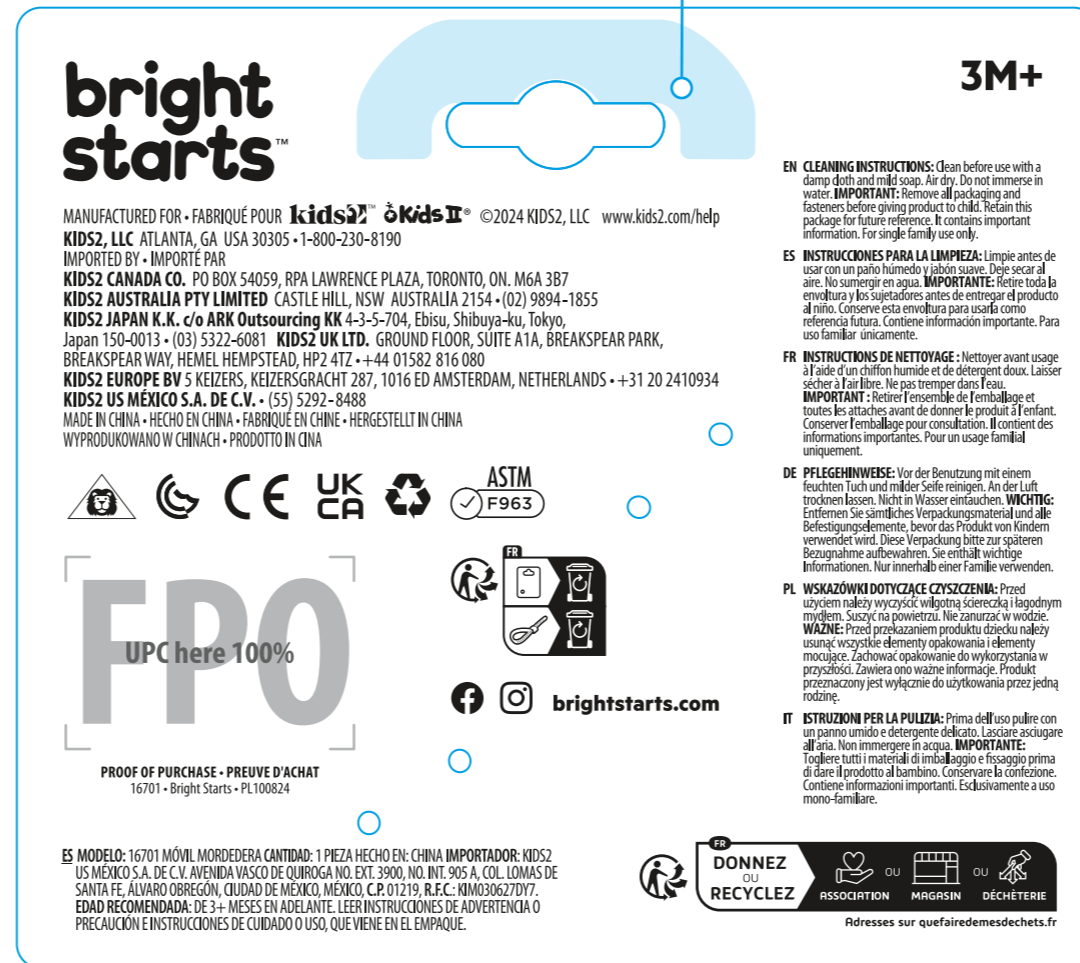 bright
starts™
3M+
MANUFACTURED FOR • FABRIQUÉ POUR kids2™ Kids II® ©2024 KIDS2, LLC www.kids2.com/help
KIDS2, LLC ATLANTA, GA USA 30305 • 1-800-230-8190
IMPORTED BY • IMPORTÉ PAR
KIDS2 CANADA CO. PO BOX 54059, RPA LAWRENCE PLAZA, TORONTO, ON. M6A 3B7
KIDS2 AUSTRALIA PTY LIMITED CASTLE HILL, NSW AUSTRALIA 2154 • (02) 9894-1855
KIDS2 JAPAN K.K. c/o ARK Outsourcing KK 4-3-5-704, Ebisu, Shibuya-ku, Tokyo,
Japan 150-0013 • (03) 5322-6081 KIDS2 UK LTD. GROUND FLOOR, SUITE A1A, BREAKSPEAR PARK,
BREAKSPEAR WAY, HEMEL HEMPSTEAD, HP2 4TZ • +44 01582 816 080
KIDS2 EUROPE BV 5 KEIZERS, KEIZERSGRACHT 287, 1016 ED AMSTERDAM, NETHERLANDS • +31 20 2410934
KIDS2 US MÉXICO S.A. DE C.V. • (55) 5292-8488
MADE IN CHINA • HECHO EN CHINA • FABRIQUÉ EN CHINE • HERGESTELLT IN CHINA
WYPRODUKOWANO W CHINACH • PRODOTTO IN CINA
CE
UK
CA
ASTM
F963
FPO
UPC here 100%
PROOF OF PURCHASE • PREUVE D'ACHAT
16701 • Bright Starts • PL100824
FR
brightstarts.com
EN CLEANING INSTRUCTIONS: Clean before use with a
damp cloth and mild soap. Air dry. Do not immerse in
water. IMPORTANT: Remove all packaging and
fasteners before giving product to child. Retain this
package for future reference. It contains important
information. For single family use only.
ES INSTRUCCIONES PARA LA LIMPIEZA: Limpie antes de
usar con un paño húmedo y jabón suave. Deje secar al
aire. No sumergir en agua. IMPORTANTE: Retire toda la
envoltura y los sujetadores antes de entregar el producto
al niño. Conserve esta envoltura para usarla como
referencia futura. Contiene información importante. Para
uso familiar únicamente.
FR INSTRUCTIONS DE NETTOYAGE : Nettoyer avant usage
à l'aide d'un chiffon humide et de détergent doux. Laisser
sécher à l'air libre. Ne pas tremper dans l'eau.
IMPORTANT : Retirer l'ensemble de l'emballage et
toutes les attaches avant de donner le produit à l'enfant.
Conserver l'emballage pour consultation. Il contient des
informations importantes. Pour un usage familial
uniquement.
DE PFLEGEHINWEISE: Vor der Benutzung mit einem
feuchten Tuch und milder Seife reinigen. An der Luft
trocknen lassen. Nicht in Wasser eintauchen. WICHTIG:
Entfernen Sie sämtliches Verpackungsmaterial und alle
Befestigungselemente, bevor das Produkt von Kindern
verwendet wird. Diese Verpackung bitte zur späteren
Bezugnahme aufbewahren. Sie enthält wichtige
Informationen. Nur innerhalb einer Familie verwenden.
PL WSKAZÓWKI DOTYCZĄCE CZYSZCZENIA: Przed
użyciem należy wyczyścić wilgotną ściereczką i łagodnym
mydłem. Suszyć na powietrzu. Nie zanurzać w wodzie.
WAŻNE: Przed przekazaniem produktu dziecku należy
usunąć wszystkie elementy opakowania i elementy
mocujące. Zachować opakowanie do wykorzystania w
przyszłości. Zawiera ono ważne informacje. Produkt
przeznaczony jest wyłącznie do użytkowania przez jedną
rodzinę.
IT ISTRUZIONI PER LA PULIZIA: Prima dell'uso pulire con
un panno umido e detergente delicato. Lasciare asciugare
all'aria. Non immergere in acqua. IMPORTANTE:
Togliere tutti i materiali di imballaggio e fissaggio prima
di dare il prodotto al bambino. Conservare la confezione.
Contiene informazioni importanti. Esclusivamente a uso
mono-familiare.
ES MODELO: 16701 MÓVIL MORDEDERA CANTIDAD: 1 PIEZA HECHO EN: CHINA IMPORTADOR: KIDS2
US MÉXICO S.A. DE C.V. AVENIDA VASCO DE QUIROGA NO. EXT. 3900, NO. INT. 905 A, COL. LOMAS DE
SANTA FE, ÁLVARO OBREGÓN, CIUDAD DE MÉXICO, MÉXICO, C.P. 01219, R.F.C.: KIM030627DY7.
EDAD RECOMENDADA: DE 3+ MESES EN ADELANTE. LEER INSTRUCCIONES DE ADVERTENCIA O
PRECAUCIÓN E INSTRUCCIONES DE CUIDADO O USO, QUE VIENE EN EL EMPAQUE.
FR
DONNEZ
OU
RECYCLEZ
ASSOCIATION OU MAGASIN OU DÉCHÈTERIE
Adresses sur quefairedemesdechets.fr